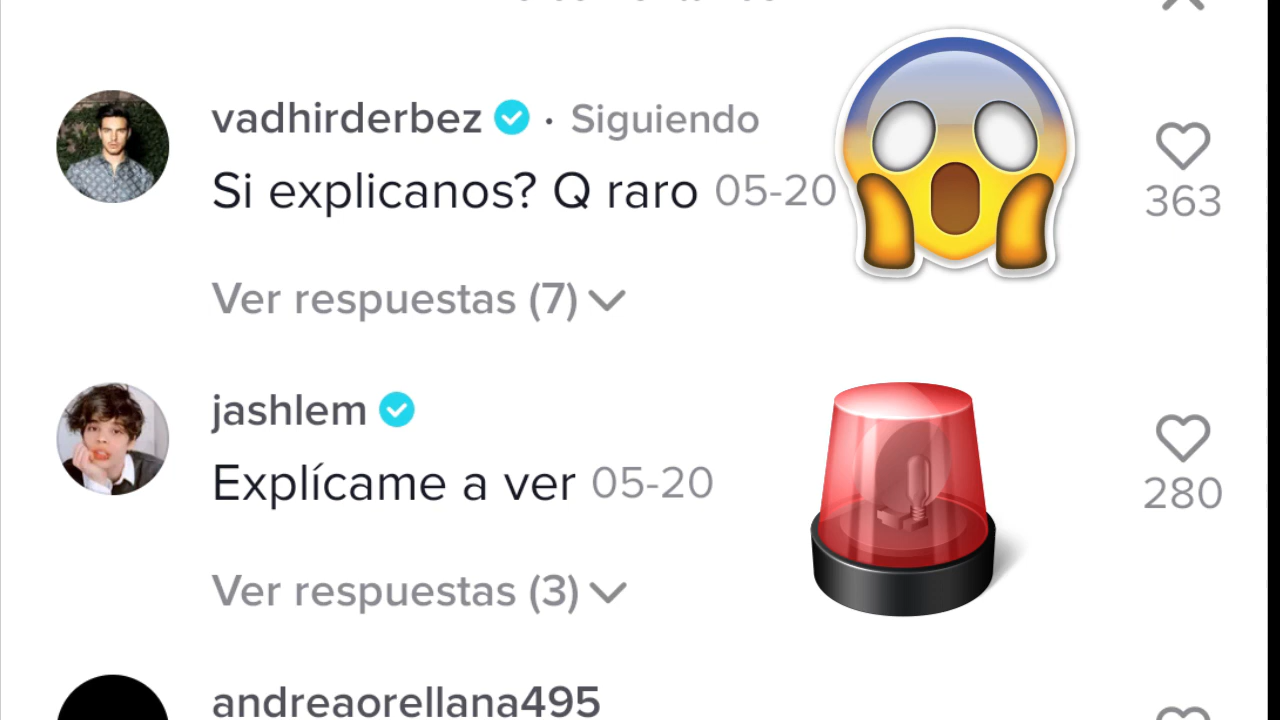 vadhirderbez · Siguiendo
Si explicanos? Q raro 05-20
363
Ver respuestas (7)
jashlem
Explícame a ver 05-20
280
Ver respuestas (3)
andreaorellana495